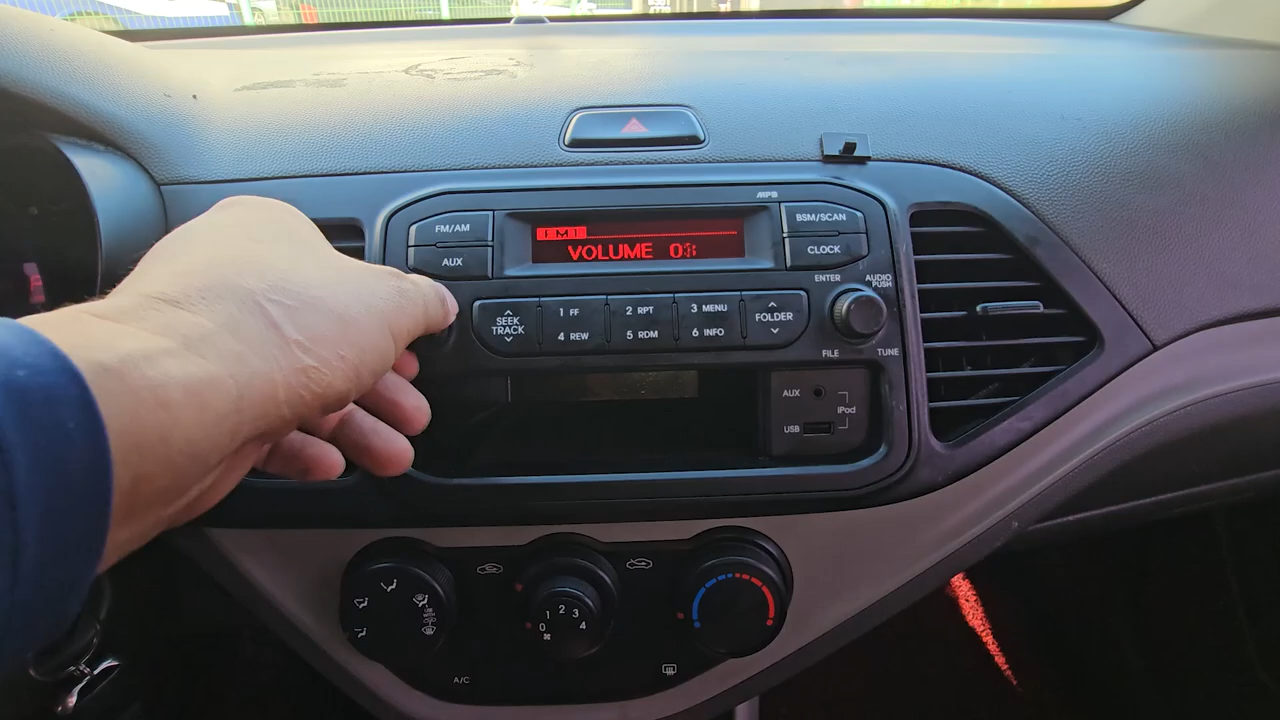 MP3
FM/AM
AUX
FM1
VOLUME
BSM/SCAN
CLOCK
ENTER
AUDIO
PUSH
SEEK
TRACK
1 FF
4 REW
2 RPT
5 RDM
3 MENU
6 INFO
FOLDER
FILE
TUNE
AUX
iPod
USB
0 1 2 3 4
A/C